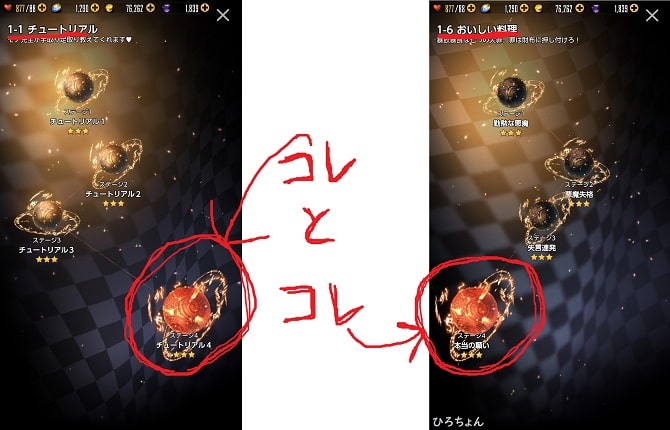 877/88 1,290 76,262 1,839
1-1 チュートリアル
ステージ1
チュートリアル1
ステージ2
チュートリアル2
ステージ3
チュートリアル3
ステージ4
チュートリアル4
コレ
と
コレ
877/88 1,290 76,262 1,839
1-6 おいしい料理
ステージ1
勤勉な悪魔
ステージ2
悪魔失格
ステージ3
失言連発
ステージ4
本当の願い
ひろちょん